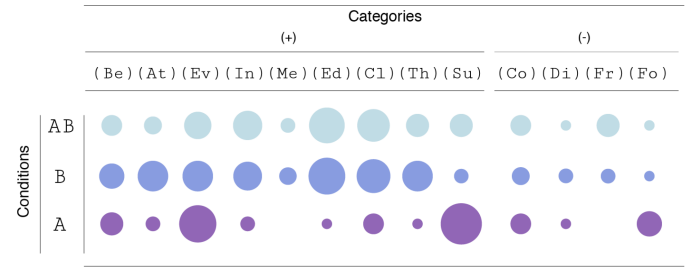 Categories
(+) (-)
(Be) (At) (Ev) (In) (Me) (Ed) (Cl) (Th) (Su) (Co) (Di) (Fr) (Fo)
Conditions
AB
B
A